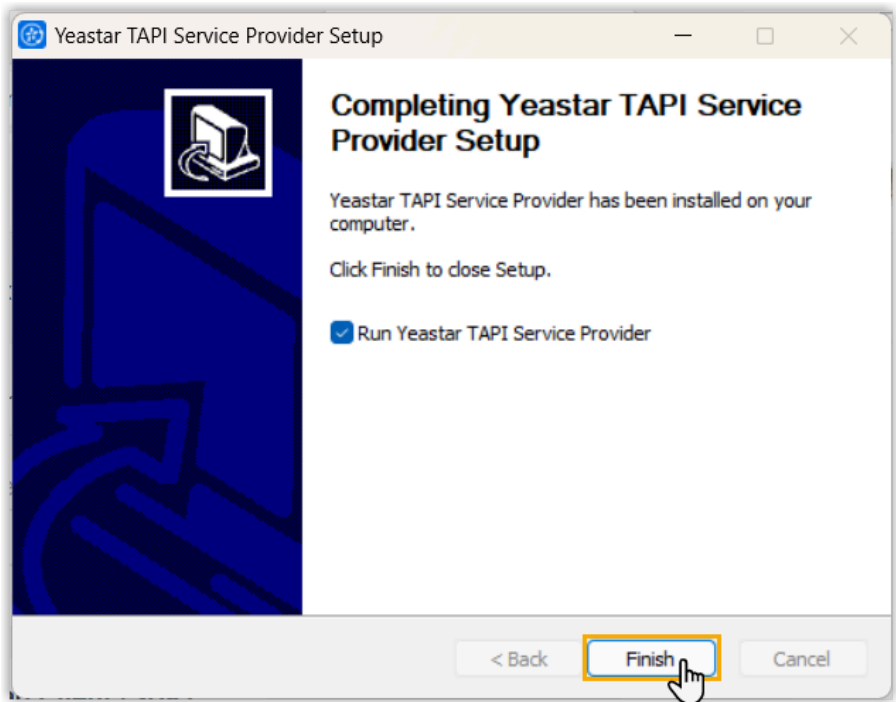 Yeastar TAPI Service Provider Setup
Completing Yeastar TAPI Service
Provider Setup
Yeastar TAPI Service Provider has been installed on your
computer.
Click Finish to close Setup.
Run Yeastar TAPI Service Provider
< Back
Finish
Cancel